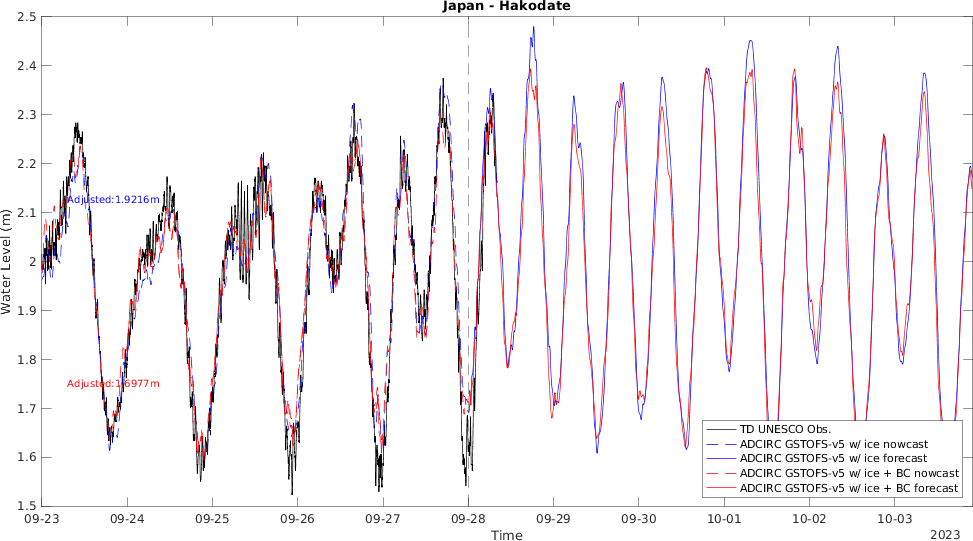 Japan - Hakodate
Water Level (m)
2.5
2.4
2.3
2.2
2.1
2
1.9
1.8
1.7
1.6
1.5
Adjusted:1.9216m
Adjusted:1.6977m
TD UNESCO Obs.
ADCIRC GSTOFS-v5 w/ ice nowcast
ADCIRC GSTOFS-v5 w/ ice forecast
ADCIRC GSTOFS-v5 w/ ice + BC nowcast
ADCIRC GSTOFS-v5 w/ ice + BC forecast
09-23 09-24 09-25 09-26 09-27 09-28 09-29 09-30 10-01 10-02 10-03
Time
2023